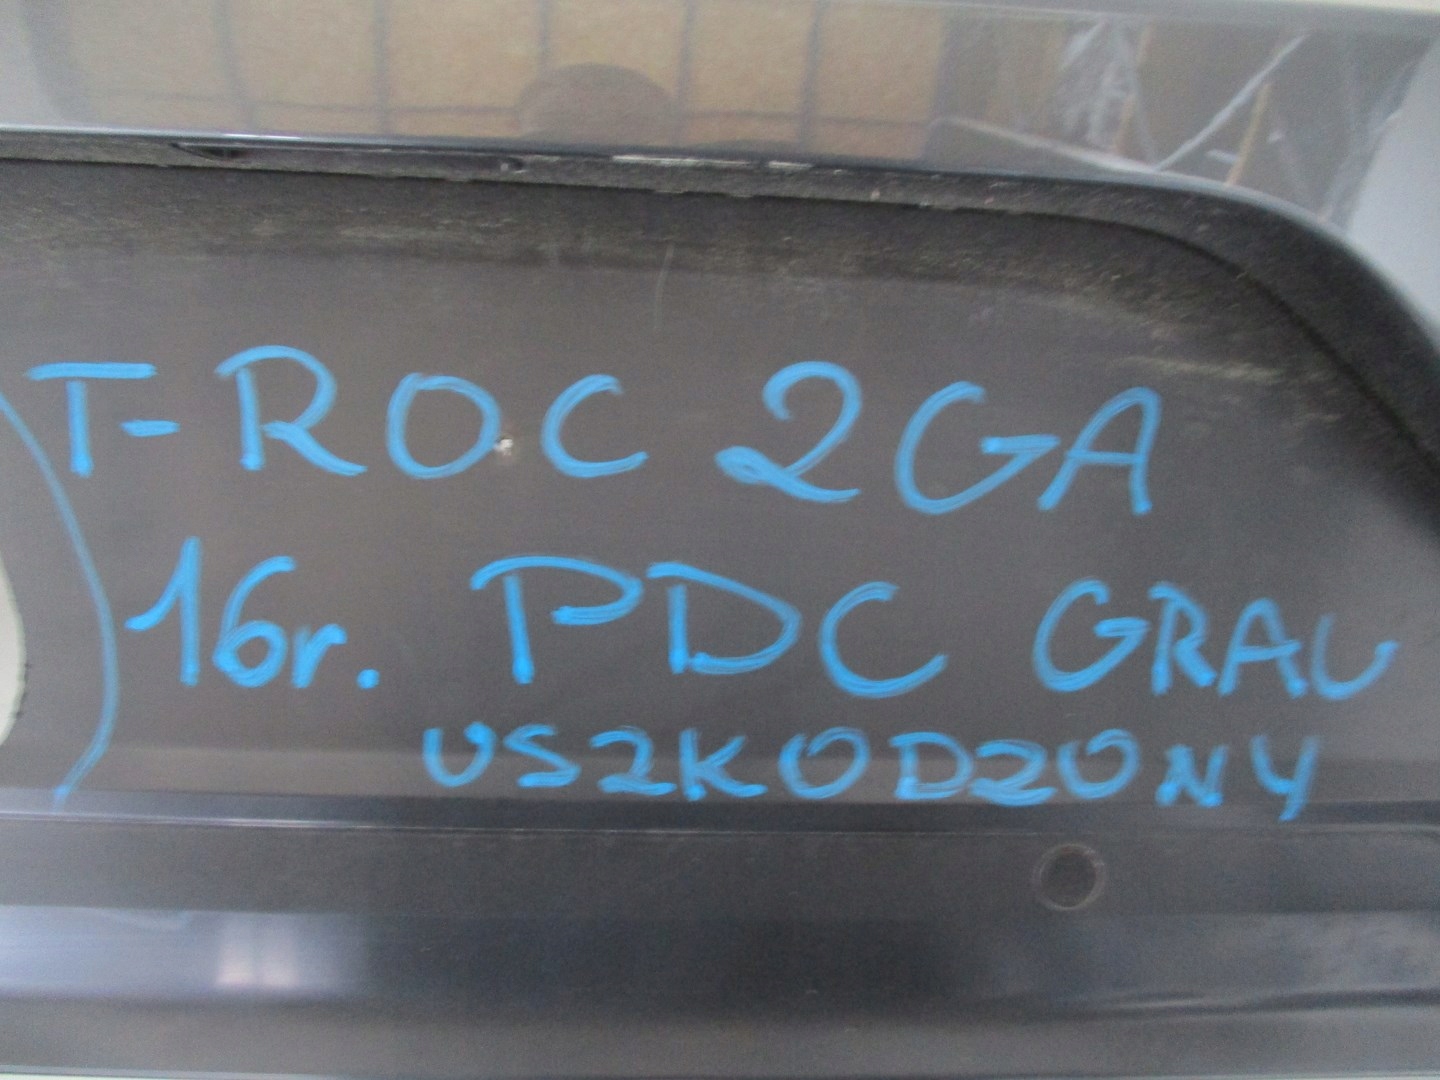 T-ROC 2GA
16r. PDC GRAU
USZKODZONY